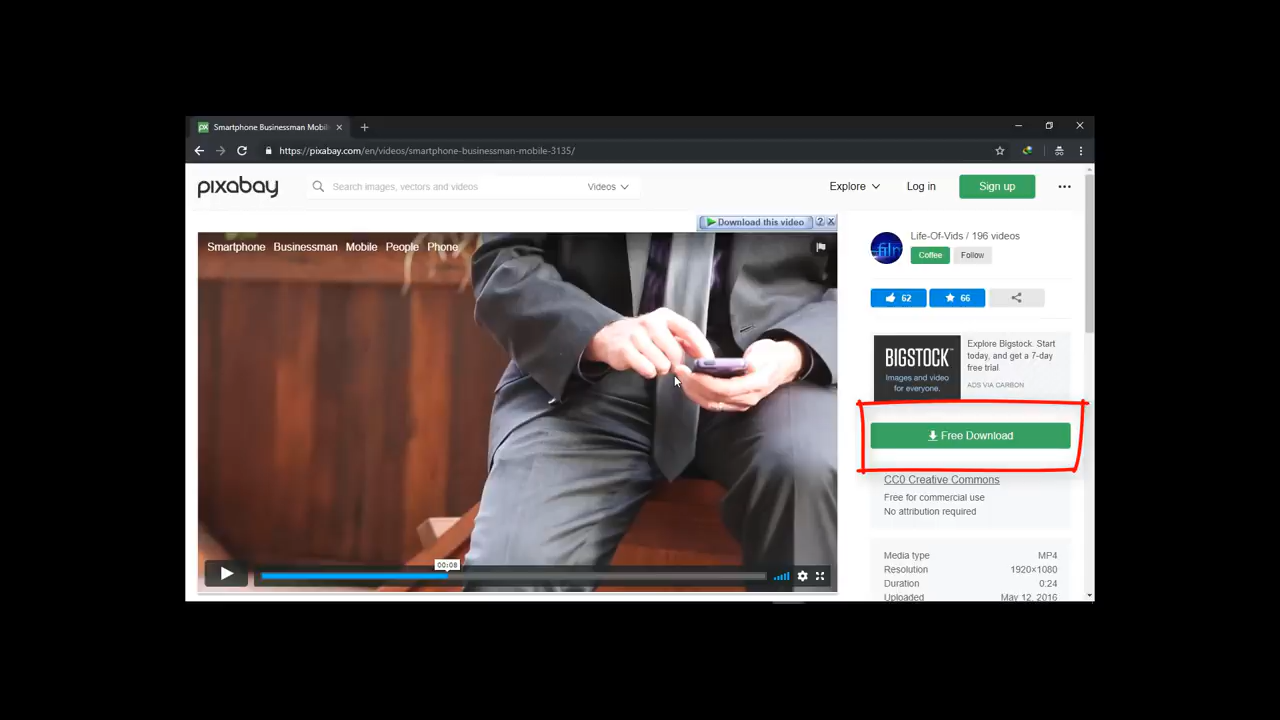 Smartphone Businessman Mobil
https://pixabay.com/en/videos/smartphone-businessman-mobile-3135/
pixabay
Search images, vectors and videos
Videos
Explore
Log in
Sign up
Download this video
Smartphone Businessman Mobile People Phone
Life-Of-Vids / 196 videos
Coffee
Follow
62
66
BIGSTOCK
Images and video
for everyone.
Explore Bigstock. Start
today, and get a 7-day
free trial
ADS VIA CARBON
Free Download
CC0 Creative Commons
Free for commercial use
No attribution required
Media type MP4
Resolution 1920×1080
Duration 0:24
Uploaded May 12, 2016
00:08